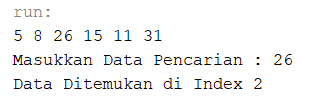 run:
5 8 26 15 11 31
Masukkan Data Pencarian : 26
Data Ditemukan di Index 2